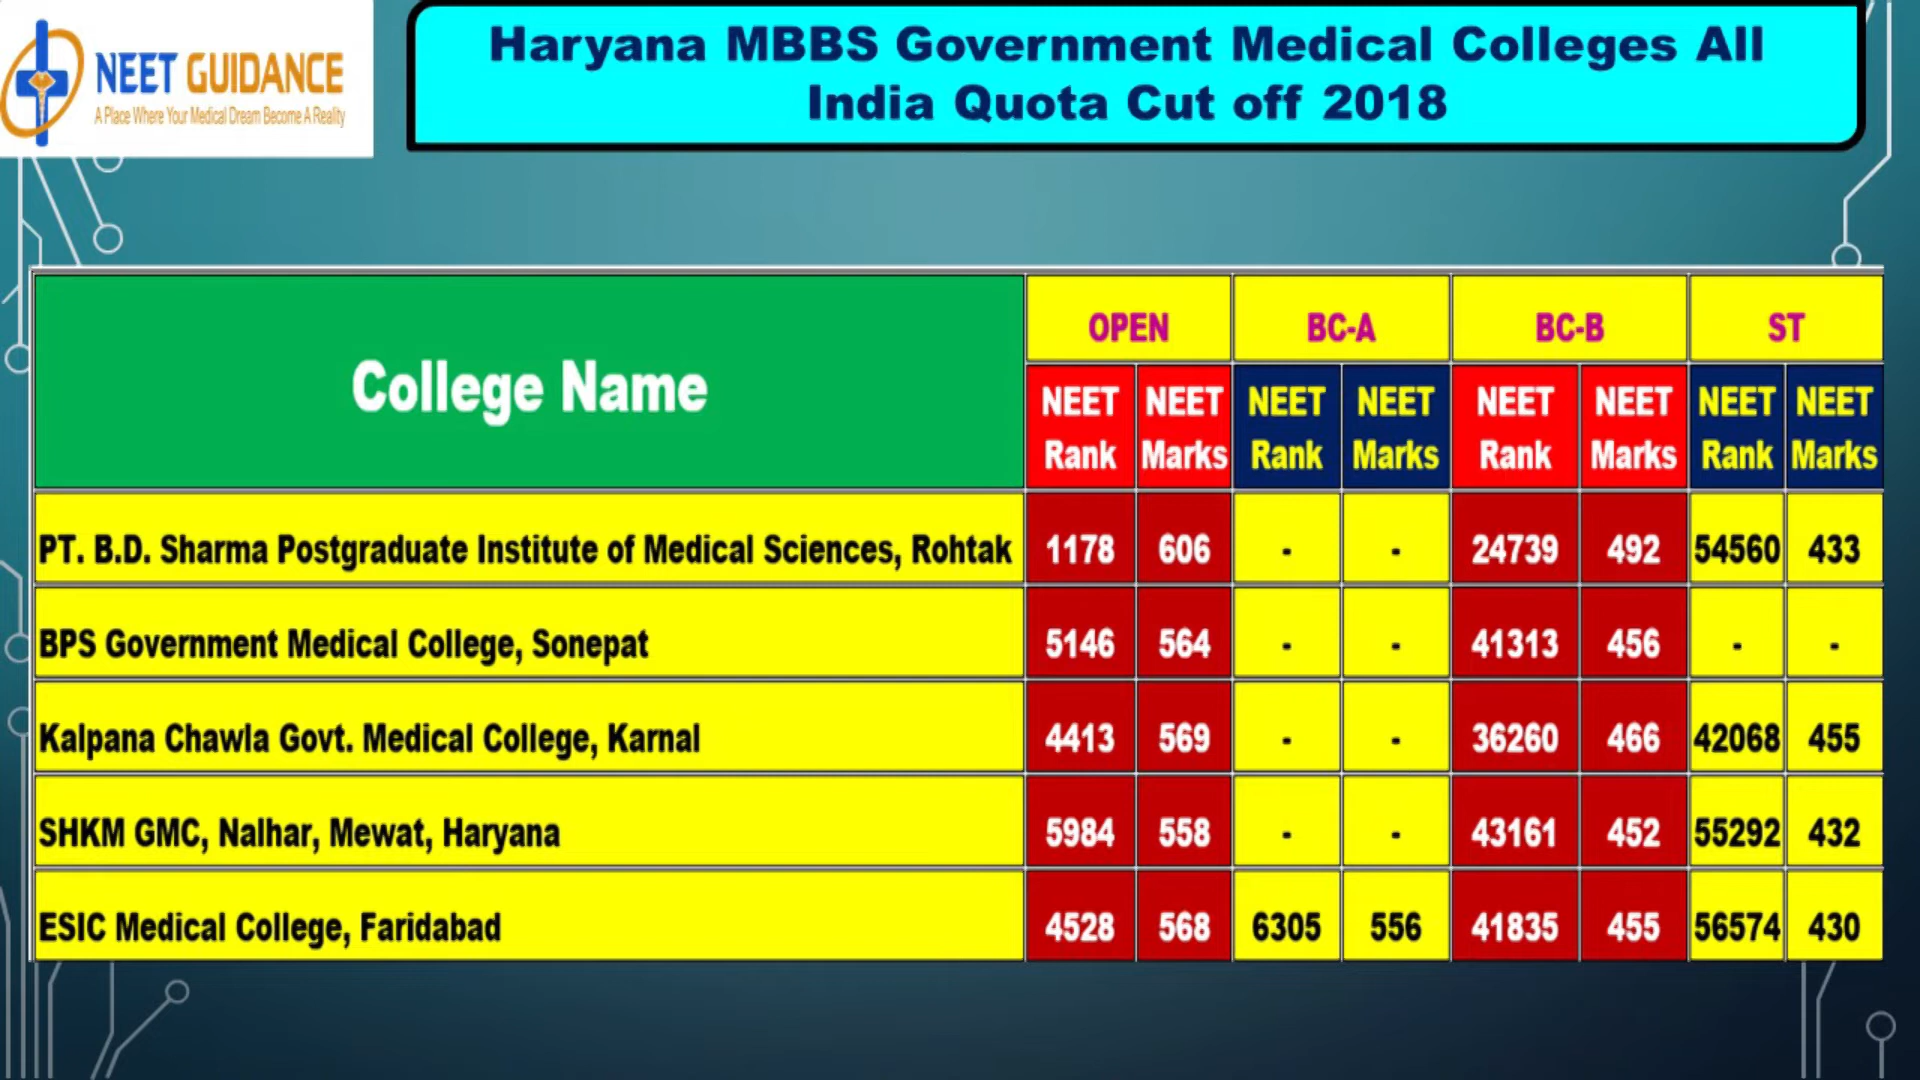 NEET GUIDANCE
A Place Where Your Medical Dream Become A Reality
Haryana MBBS Government Medical Colleges All
India Quota Cut off 2018
College Name OPEN BC-A BC-B ST
NEET Rank NEET Marks NEET Rank NEET Marks NEET Rank NEET Marks NEET Rank NEET Marks
PT. B.D. Sharma Postgraduate Institute of Medical Sciences, Rohtak 1178 606 - - 24739 492 54560 433
BPS Government Medical College, Sonepat 5146 564 - - 41313 456 - -
Kalpana Chawla Govt. Medical College, Karnal 4413 569 - - 36260 466 42068 455
SHKM GMC, Nalhar, Mewat, Haryana 5984 558 - - 43161 452 55292 432
ESIC Medical College, Faridabad 4528 568 6305 556 41835 455 56574 430